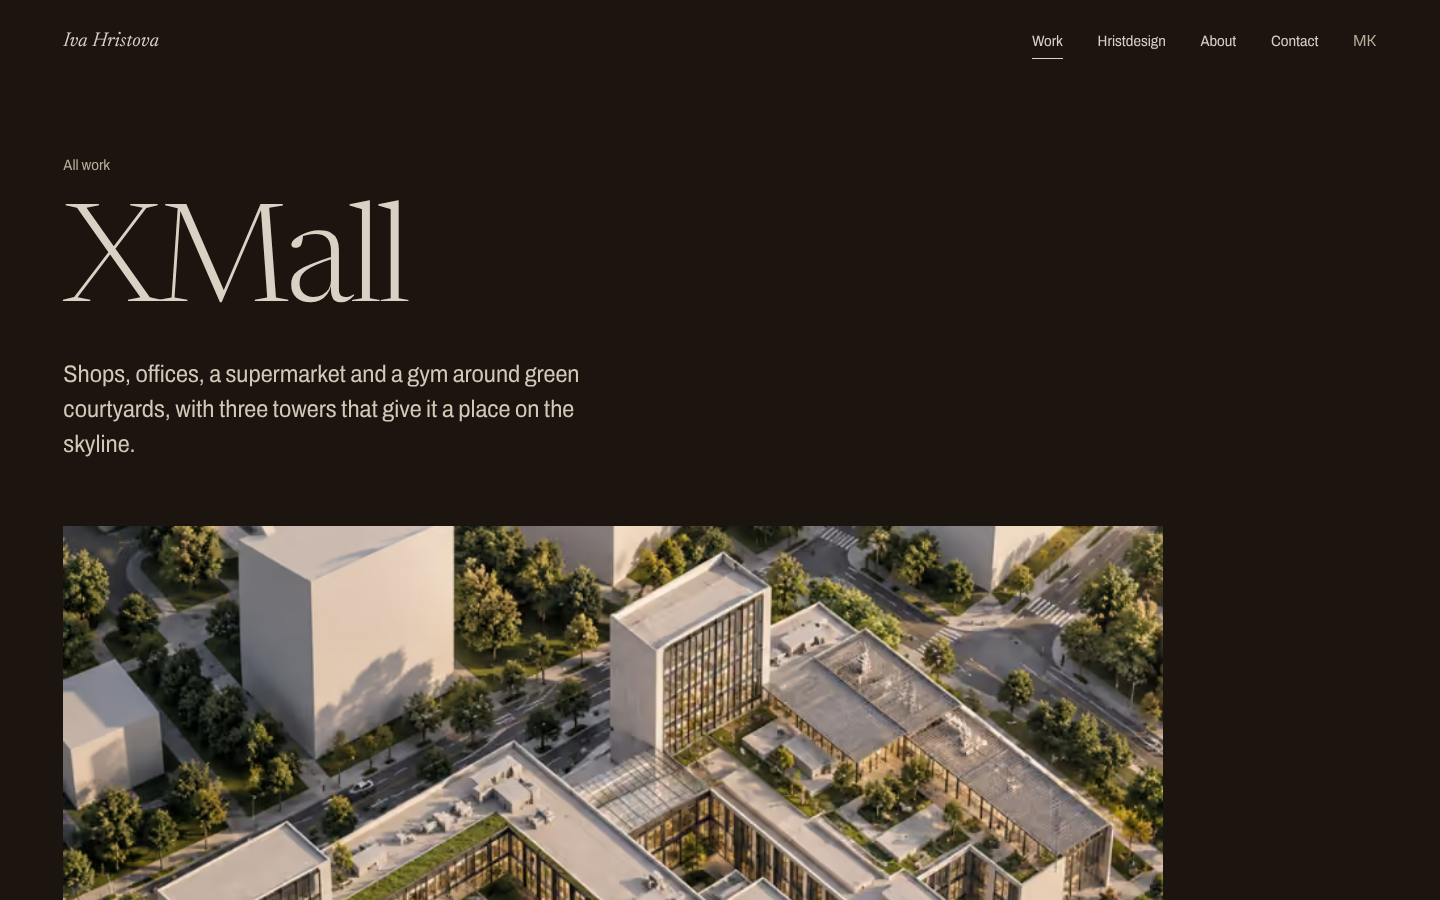 Iva Hristova
Work
Hristdesign
About
Contact
MK
All work
XMall
Shops, offices, a supermarket and a gym around green
courtyards, with three towers that give it a place on the
skyline.